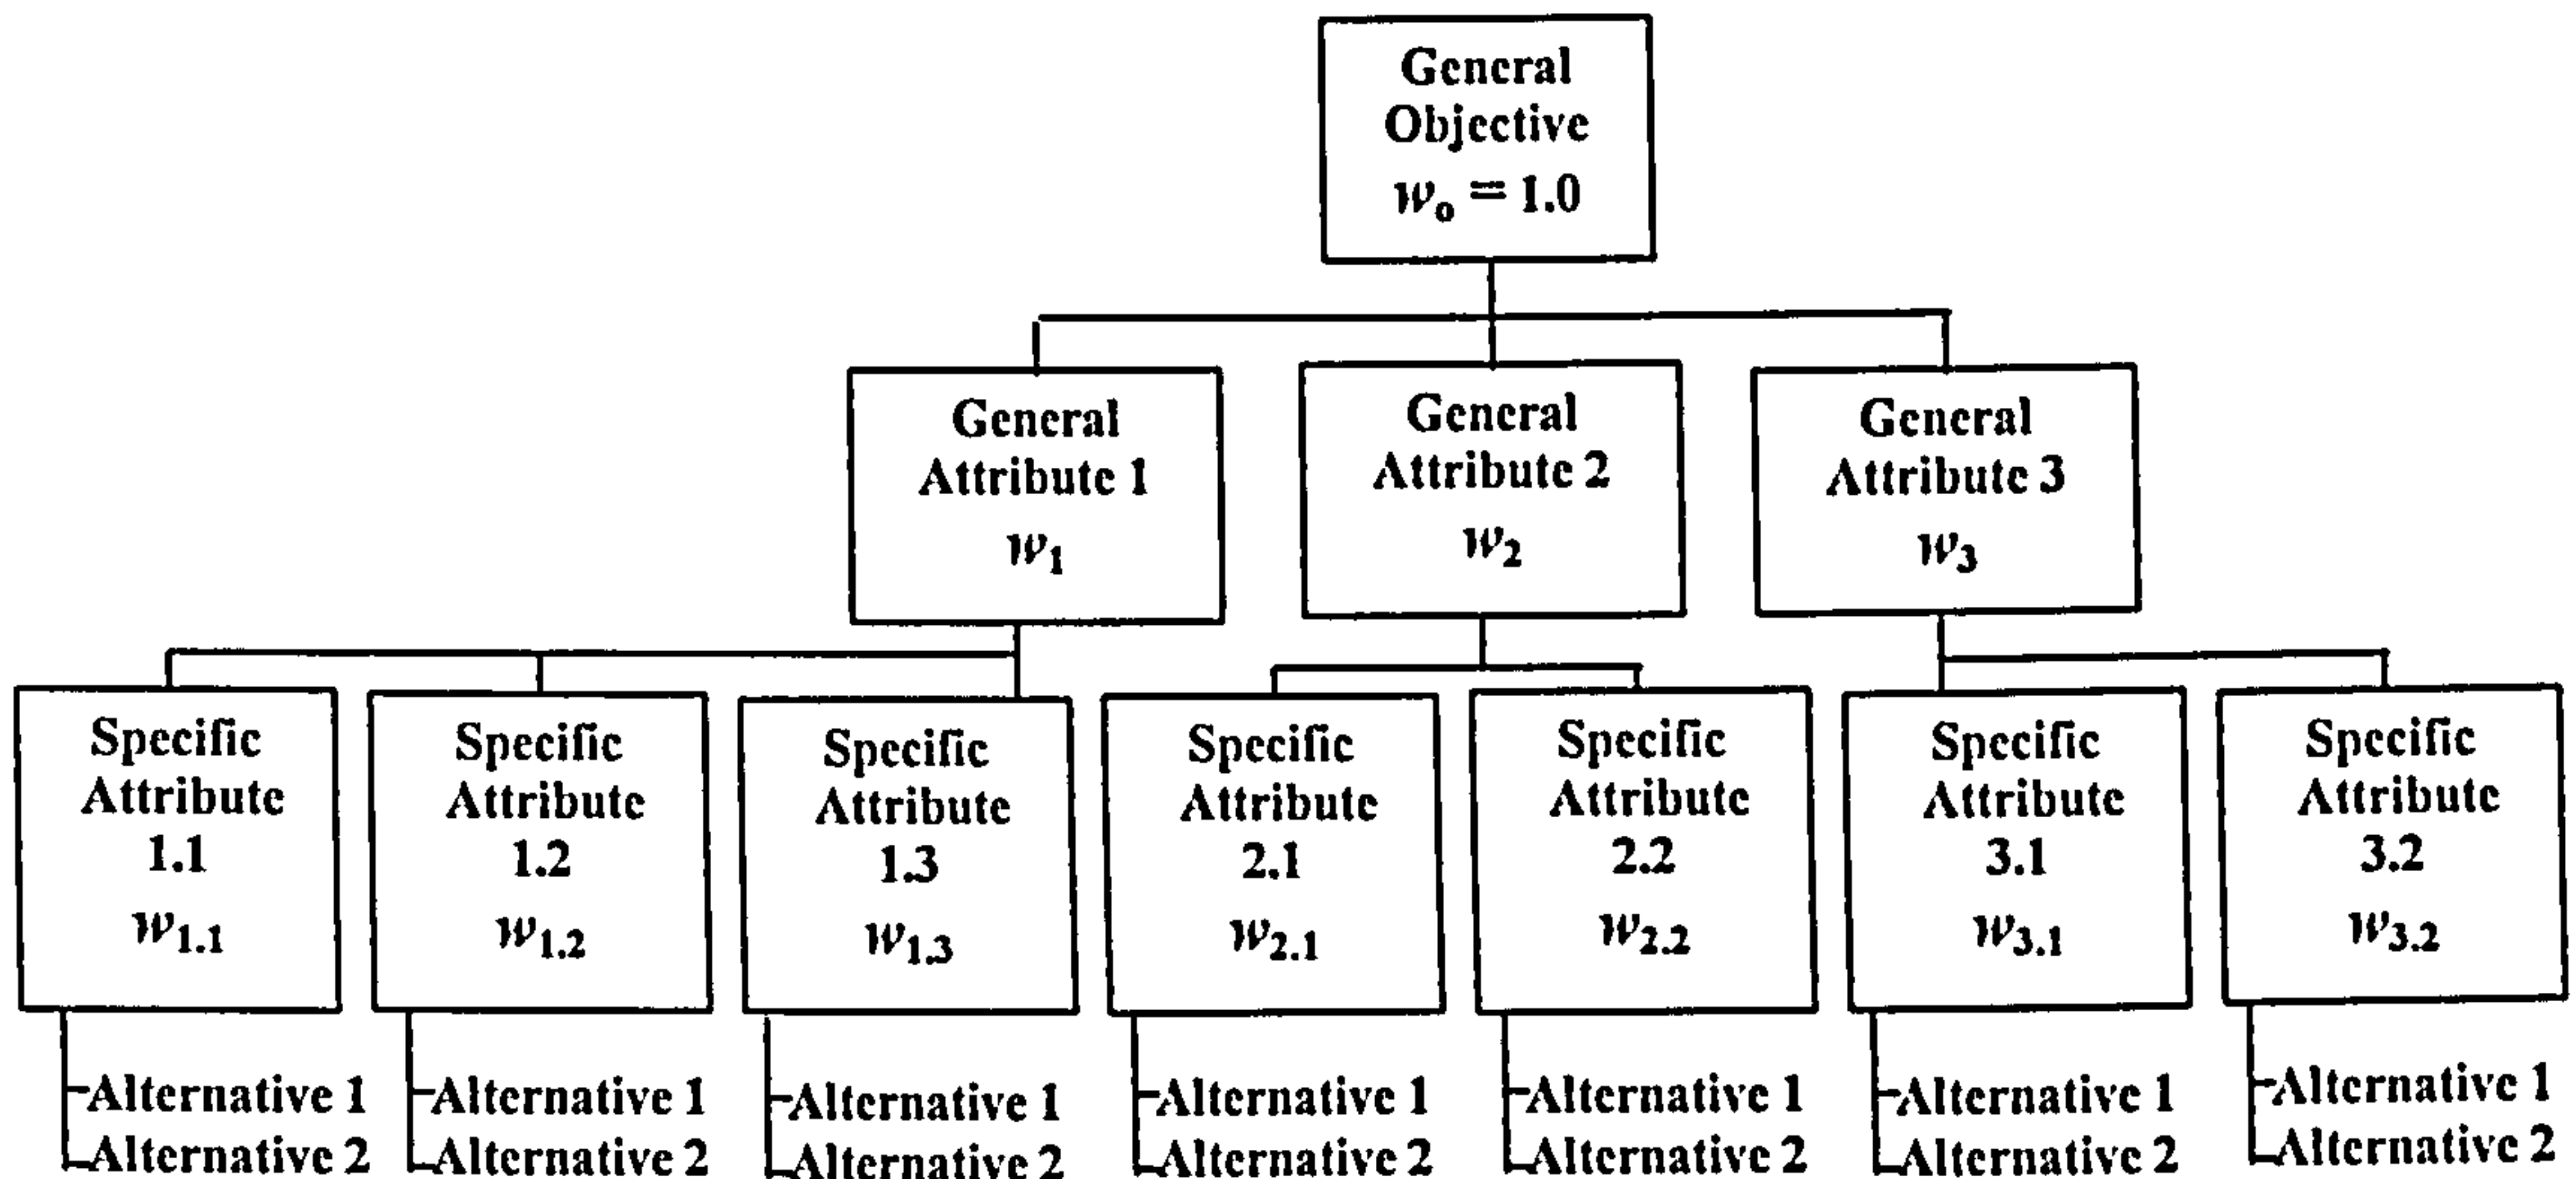 General
Objective
w₀ = 1.0
General
Attribute 1
w₁
General
Attribute 2
w₂
General
Attribute 3
w₃
Specific
Attribute
1.1
w₁.₁
Specific
Attribute
1.2
w₁.₂
Specific
Attribute
1.3
w₁.₃
Specific
Attribute
2.1
w₂.₁
Specific
Attribute
2.2
w₂.₂
Specific
Attribute
3.1
w₃.₁
Specific
Attribute
3.2
w₃.₂
Alternative 1
Alternative 2
Alternative 1
Alternative 2
Alternative 1
Alternative 2
Alternative 1
Alternative 2
Alternative 1
Alternative 2
Alternative 1
Alternative 2
Alternative 1
Alternative 2